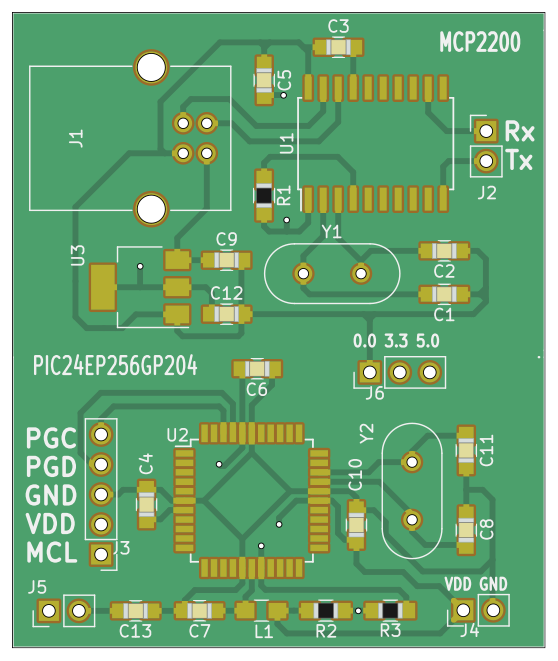 C3
MCP2200
C5
J1
U1
Rx
Tx
J2
R1
Y1
U3
C9
C2
C12
C1
0.0 3.3 5.0
PIC24EP256GP204
C6
J6
U2
Y2
PGC
PGD
GND
VDD
MCL
C4
C10
C11
C8
J3
J5
VDD GND
C13
C7
L1
R2
R3
J4